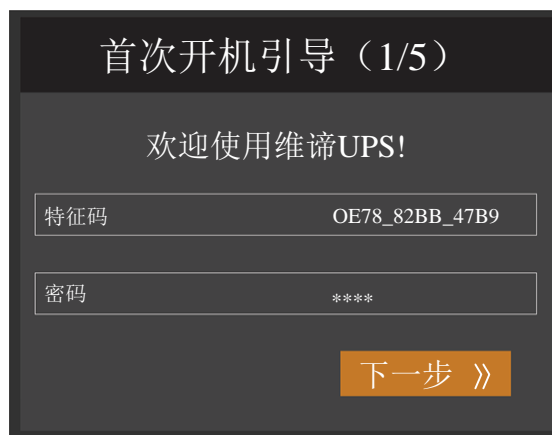 首次开机引导（1/5）
欢迎使用维谛UPS!
特征码 OE78_82BB_47B9
密码 ****
下一步 》